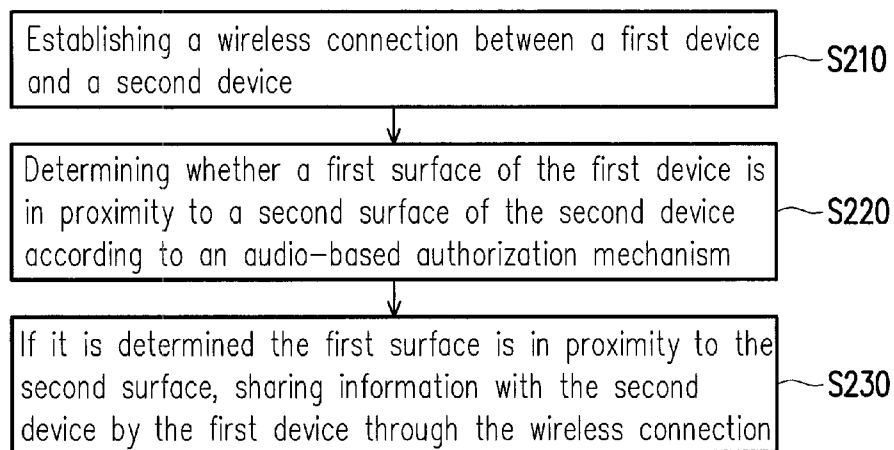 Establishing a wireless connection between a first device
and a second device
S210
Determining whether a first surface of the first device is
in proximity to a second surface of the second device
according to an audio-based authorization mechanism
S220
If it is determined the first surface is in proximity to the
second surface, sharing information with the second
device by the first device through the wireless connection
S230